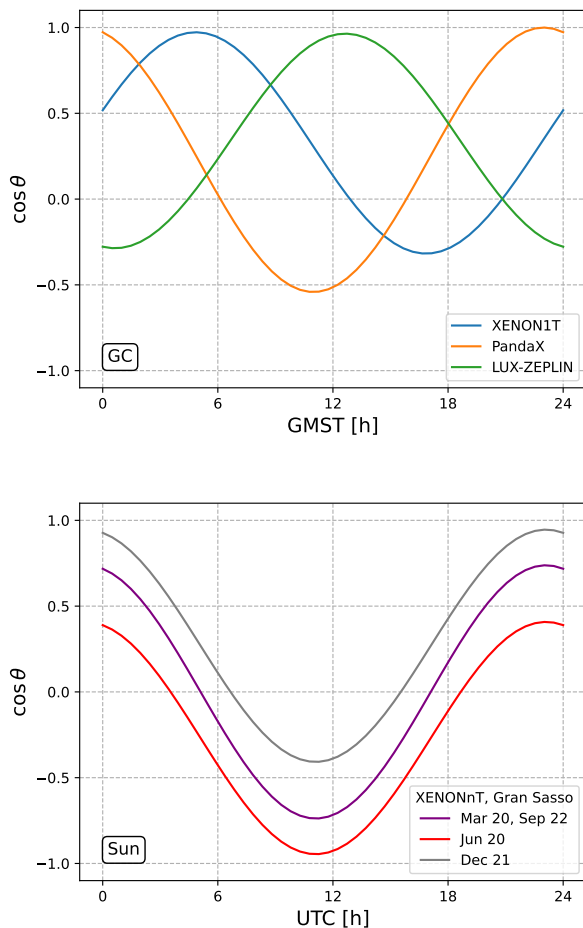 1.0
0.5
0.0
−0.5
−1.0
cos θ
GC
XENON1T
PandaX
LUX-ZEPLIN
0 6 12 18 24
GMST [h]
1.0
0.5
0.0
−0.5
−1.0
cos θ
XENONnT, Gran Sasso
Mar 20, Sep 22
Jun 20
Dec 21
Sun
0 6 12 18 24
UTC [h]